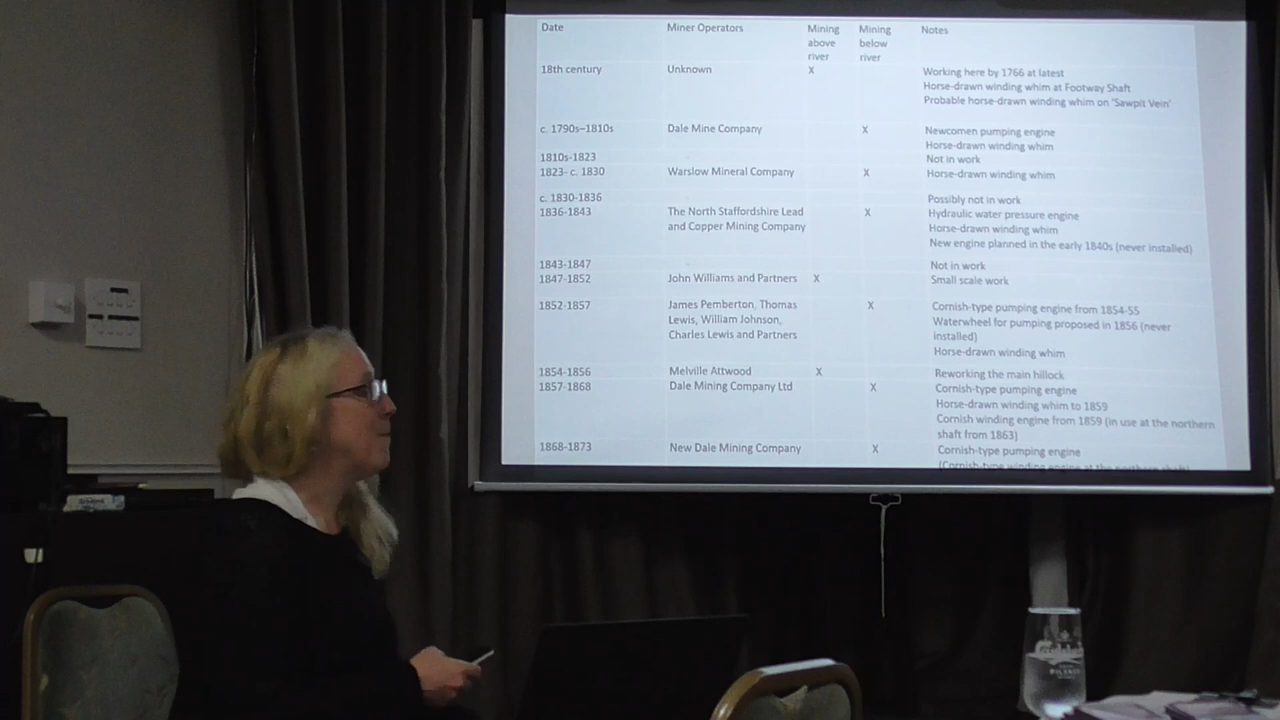 Date Miner Operators Mining above river Mining below river Notes
18th century Unknown X Working here by 1766 at latest
Horse-drawn winding whim at Footway Shaft
Probable horse-drawn winding whim on 'Sawpit Vein'
c. 1790s–1810s Dale Mine Company X Newcomen pumping engine
Horse-drawn winding whim
1810s-1823 Not in work
1823- c. 1830 Warslow Mineral Company X Horse-drawn winding whim
c. 1830-1836 Possibly not in work
1836-1843 The North Staffordshire Lead X Hydraulic water pressure engine
and Copper Mining Company Horse-drawn winding whim
New engine planned in the early 1840s (never installed)
1843-1847 Not in work
1847-1852 John Williams and Partners X Small scale work
1852-1857 James Pemberton, Thomas X Cornish-type pumping engine from 1854-55
Lewis, William Johnson, Waterwheel for pumping proposed in 1856 (never
Charles Lewis and Partners installed)
Horse-drawn winding whim
1854-1856 Melville Attwood X Reworking the main hillock
1857-1868 Dale Mining Company Ltd X Cornish-type pumping engine
Horse-drawn winding whim to 1859
Cornish winding engine from 1859 (in use at the northern
shaft from 1863)
1868-1873 New Dale Mining Company X Cornish-type pumping engine
(Cornish-type winding engine at the northern shaft)